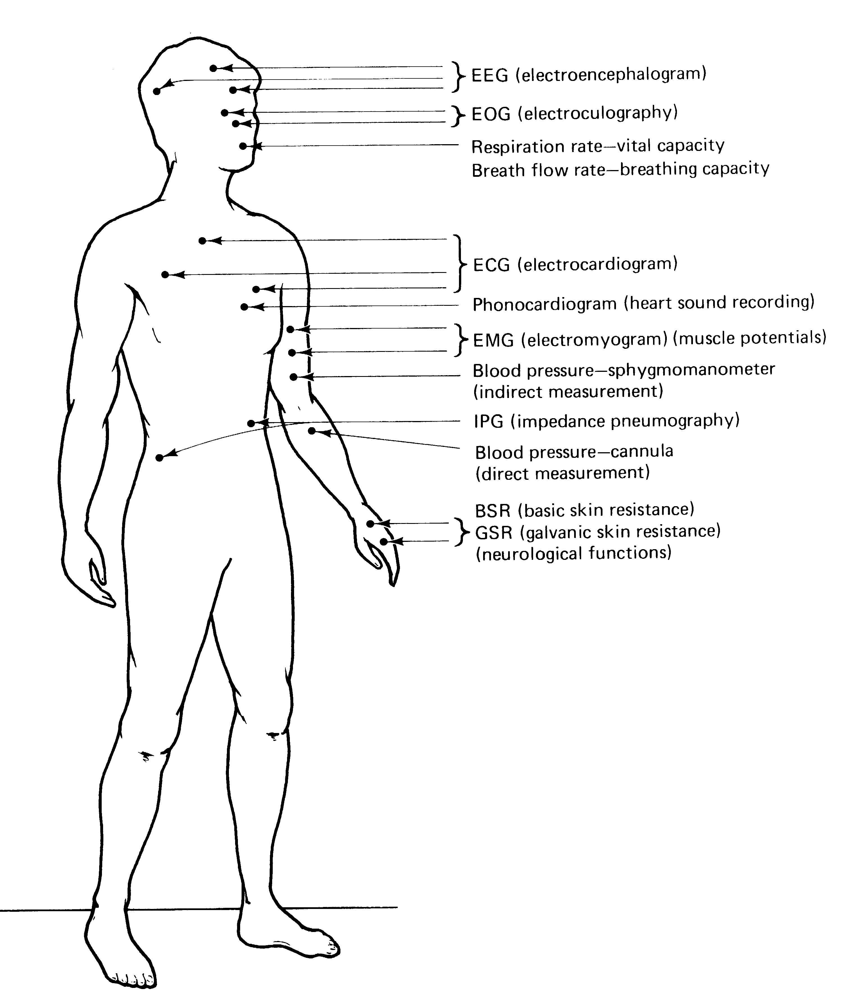 EEG (electroencephalogram)
EOG (electroculography)
Respiration rate—vital capacity
Breath flow rate—breathing capacity
ECG (electrocardiogram)
Phonocardiogram (heart sound recording)
EMG (electromyogram) (muscle potentials)
Blood pressure—sphygmomanometer
(indirect measurement)
IPG (impedance pneumography)
Blood pressure—cannula
(direct measurement)
BSR (basic skin resistance)
GSR (galvanic skin resistance)
(neurological functions)